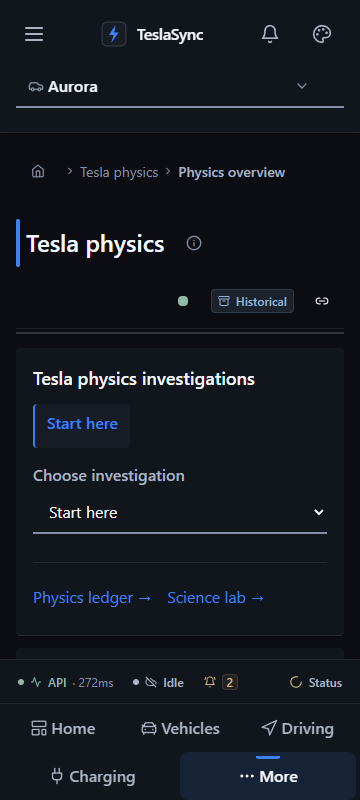 TeslaSync
Aurora
Tesla physics Physics overview
Tesla physics
Historical
Tesla physics investigations
Start here
Choose investigation
Start here
Physics ledger → Science lab →
API · 272ms Idle 2 Status
Home Vehicles Driving
Charging More